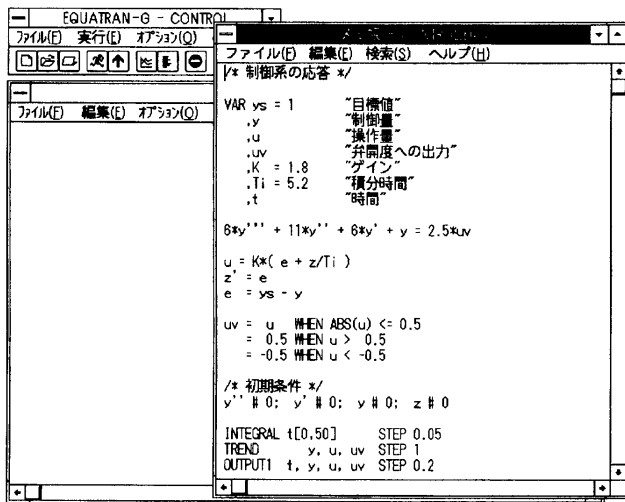 EQUATRAN-G - CONTROL
ファイル(F) 実行(E) オプション(O)
ファイル(F) 編集(E) オプション(O)
ファイル(F) 編集(E) 検索(S) ヘルプ(H)
/* 制御系の応答 */
VAR ys = 1 "目標値"
,y "制御量"
,u "操作量"
,uv "弁開度への出力"
,K = 1.8 "ゲイン"
,Ti = 5.2 "積分時間"
,t "時間"
6*y''' + 11*y'' + 6*y' + y = 2.5*uv
u = K*( e + z/Ti )
z' = e
e = ys - y
uv = u WHEN ABS(u) <= 0.5
= 0.5 WHEN u > 0.5
= -0.5 WHEN u < -0.5
/* 初期条件 */
y'' # 0; y' # 0; y # 0; z # 0
INTEGRAL t[0,50] STEP 0.05
TREND y, u, uv STEP 1
OUTPUT1 t, y, u, uv STEP 0.2